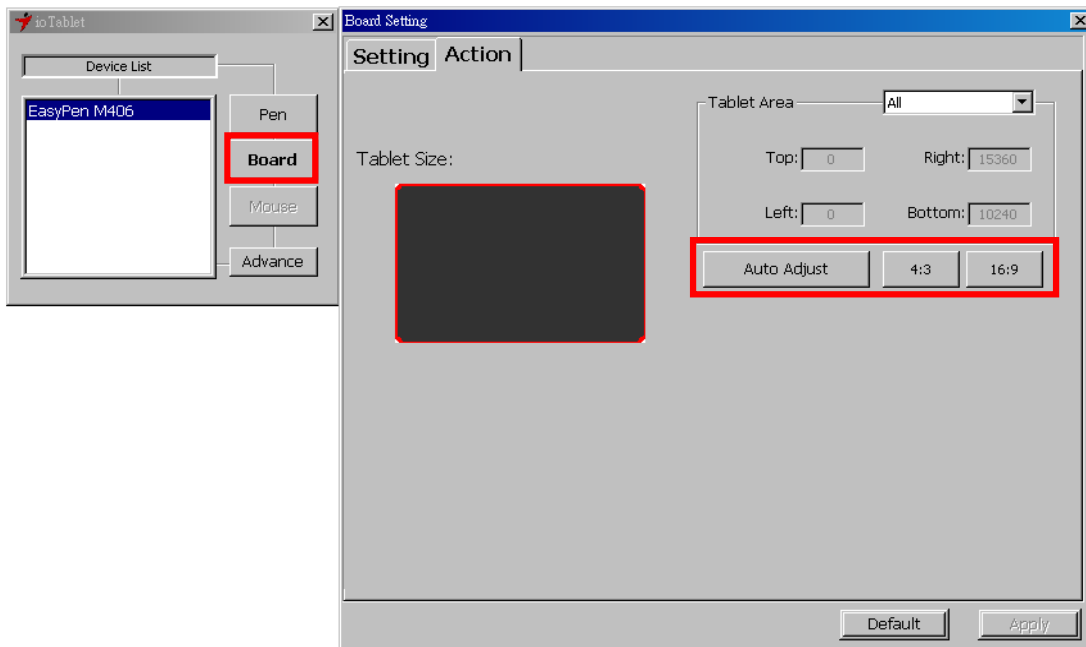 ioTablet
Device List
EasyPen M406
Pen
Board
Mouse
Advance
Board Setting
Setting Action
Tablet Size:
Tablet Area All
Top: 0 Right: 15360
Left: 0 Bottom: 10240
Auto Adjust 4:3 16:9
Default Apply